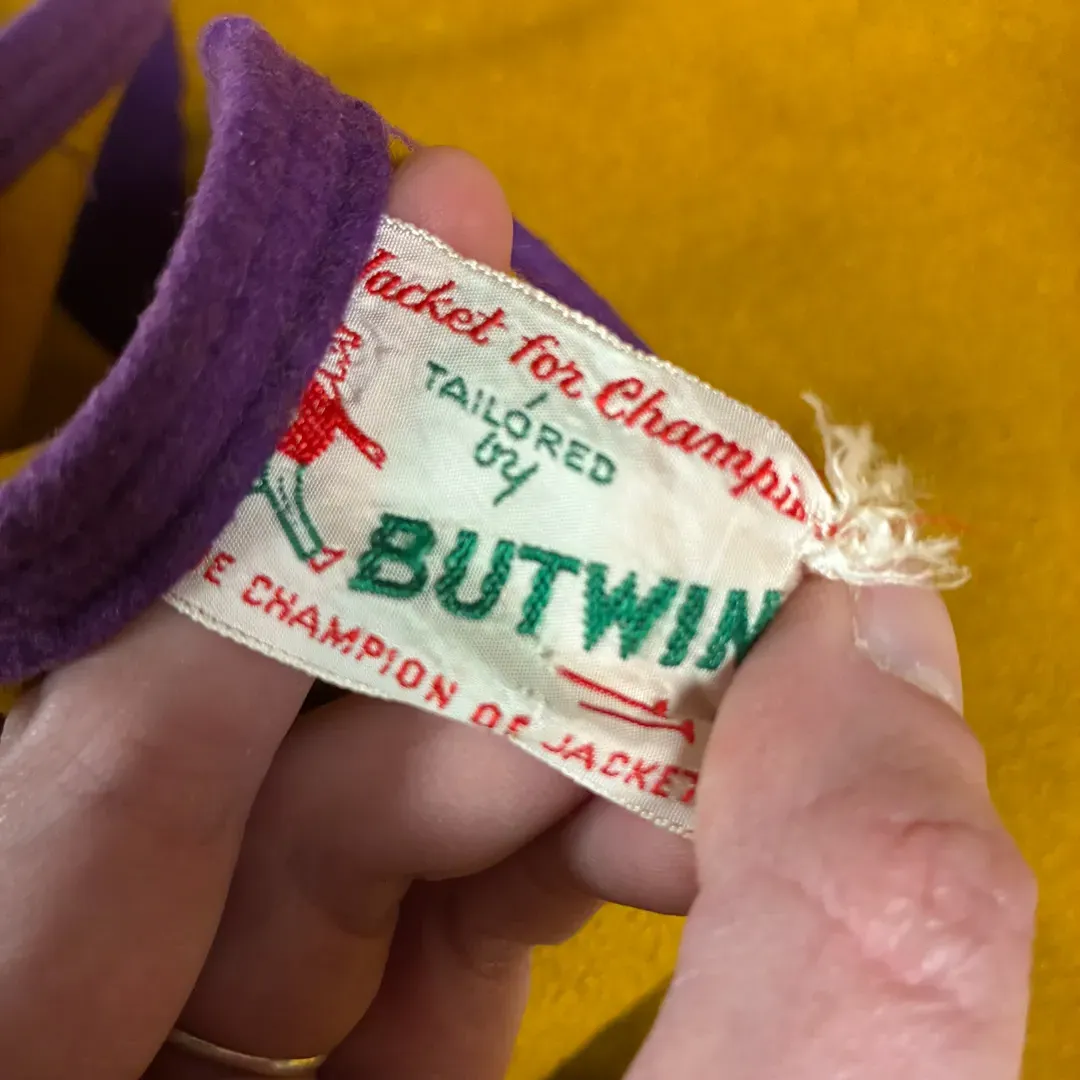 Jacket for Champi
TAILORED
by
BUTWIN
E CHAMPION OF JACKET